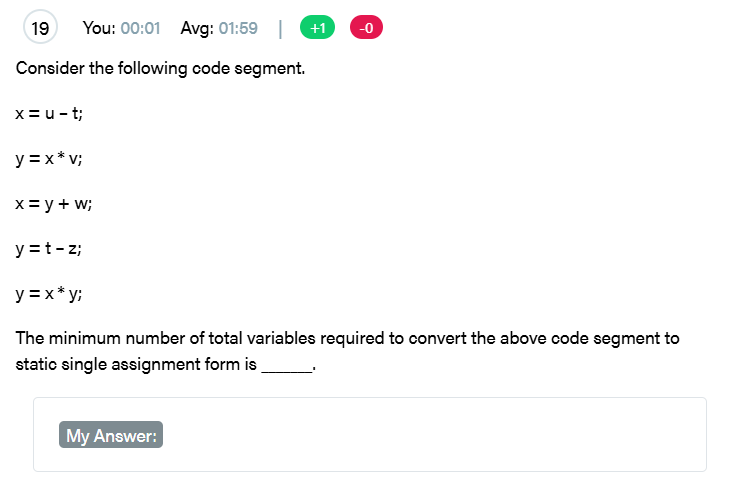 19 You: 00:01 Avg: 01:59 | +1 -0
Consider the following code segment.
x = u – t;
y = x * v;
x = y + w;
y = t – z;
y = x * y;
The minimum number of total variables required to convert the above code segment to
static single assignment form is ______.
My Answer: